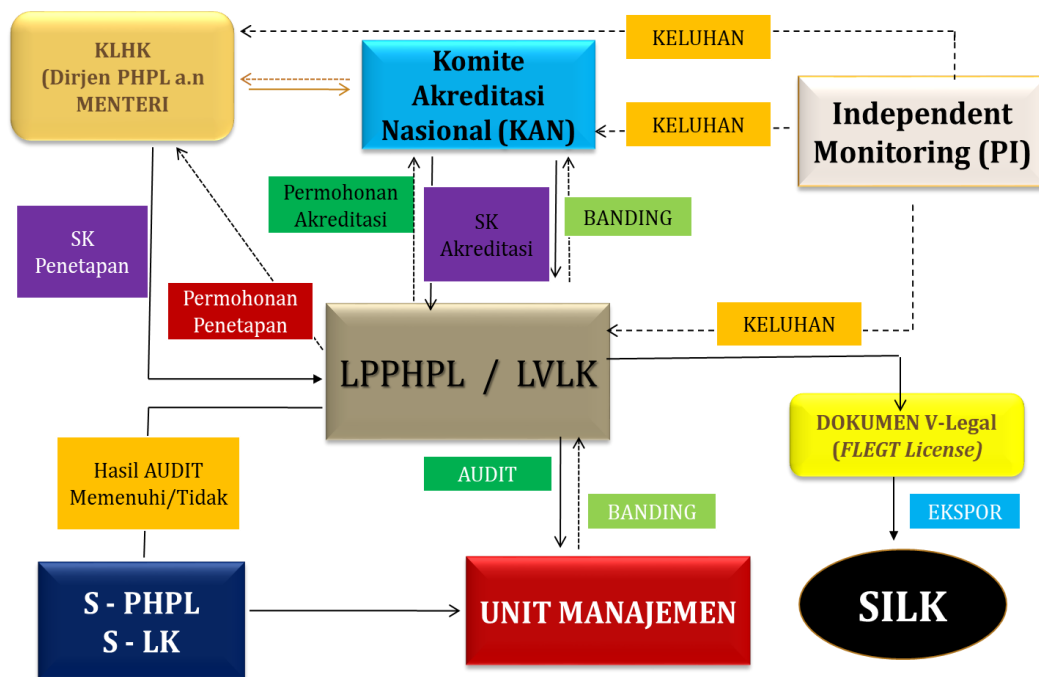 KLHK
(Dirjen PHPL a.n
MENTERI
Komite
Akreditasi
Nasional (KAN)
KELUHAN
KELUHAN
Independent
Monitoring (PI)
SK
Penetapan
Permohonan
Akreditasi
SK
Akreditasi
BANDING
Permohonan
Penetapan
KELUHAN
LPPHPL / LVLK
DOKUMEN V-Legal
(FLEGT License)
Hasil AUDIT
Memenuhi/Tidak
AUDIT
BANDING
EKSPOR
S - PHPL
S - LK
UNIT MANAJEMEN
SILK